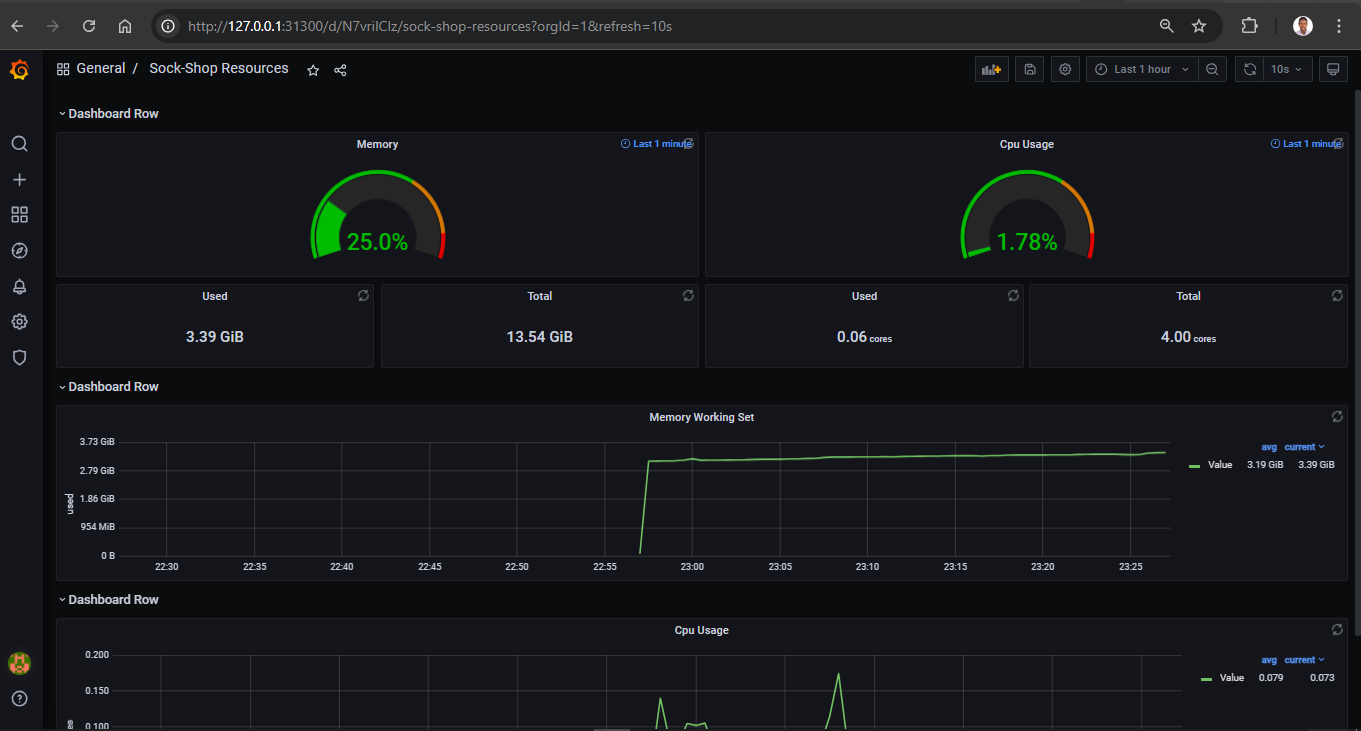 http://127.0.0.1:31300/d/N7vriIClz/sock-shop-resources?orgId=1&refresh=10s
General / Sock-Shop Resources
Last 1 hour
10s
Dashboard Row
Memory
Last 1 minute
25.0%
Cpu Usage
Last 1 minute
1.78%
Used
3.39 GiB
Total
13.54 GiB
Used
0.06 cores
Total
4.00 cores
Dashboard Row
Memory Working Set
3.73 GiB
2.79 GiB
1.86 GiB
954 MiB
0 B
used
22:30 22:35 22:40 22:45 22:50 22:55 23:00 23:05 23:10 23:15 23:20 23:25
avg current
Value 3.19 GiB 3.39 GiB
Dashboard Row
Cpu Usage
0.200
0.150
0.100
avg current
Value 0.079 0.073